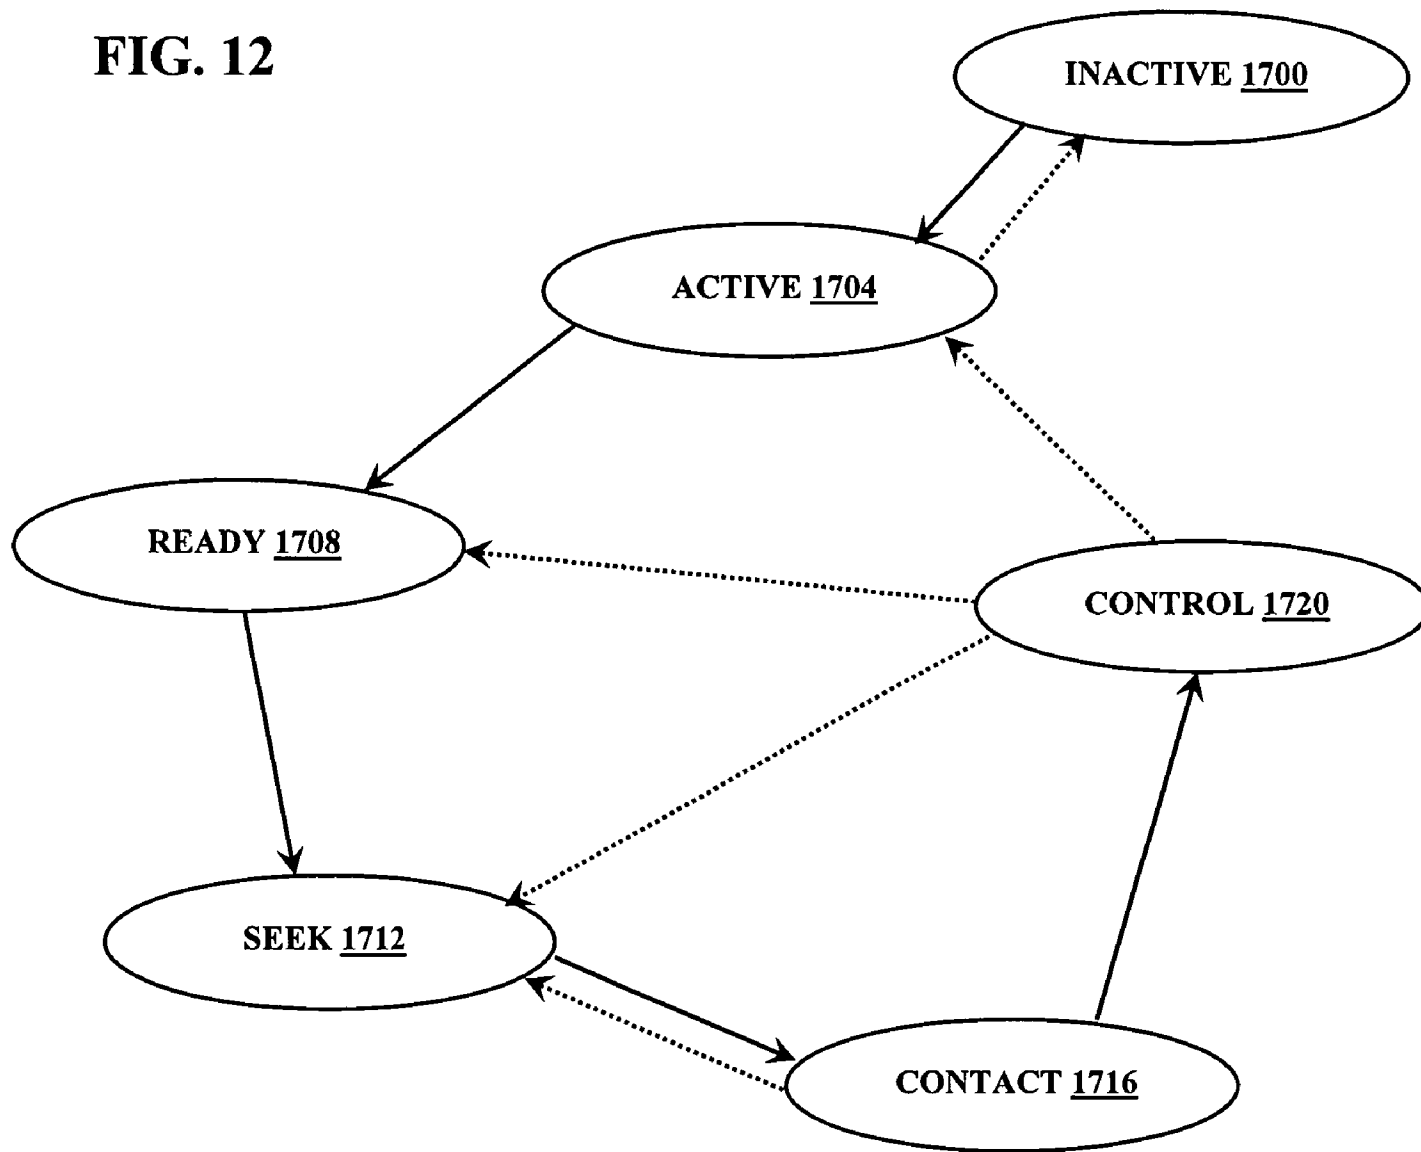 FIG. 12
INACTIVE 1700
ACTIVE 1704
READY 1708
CONTROL 1720
SEEK 1712
CONTACT 1716